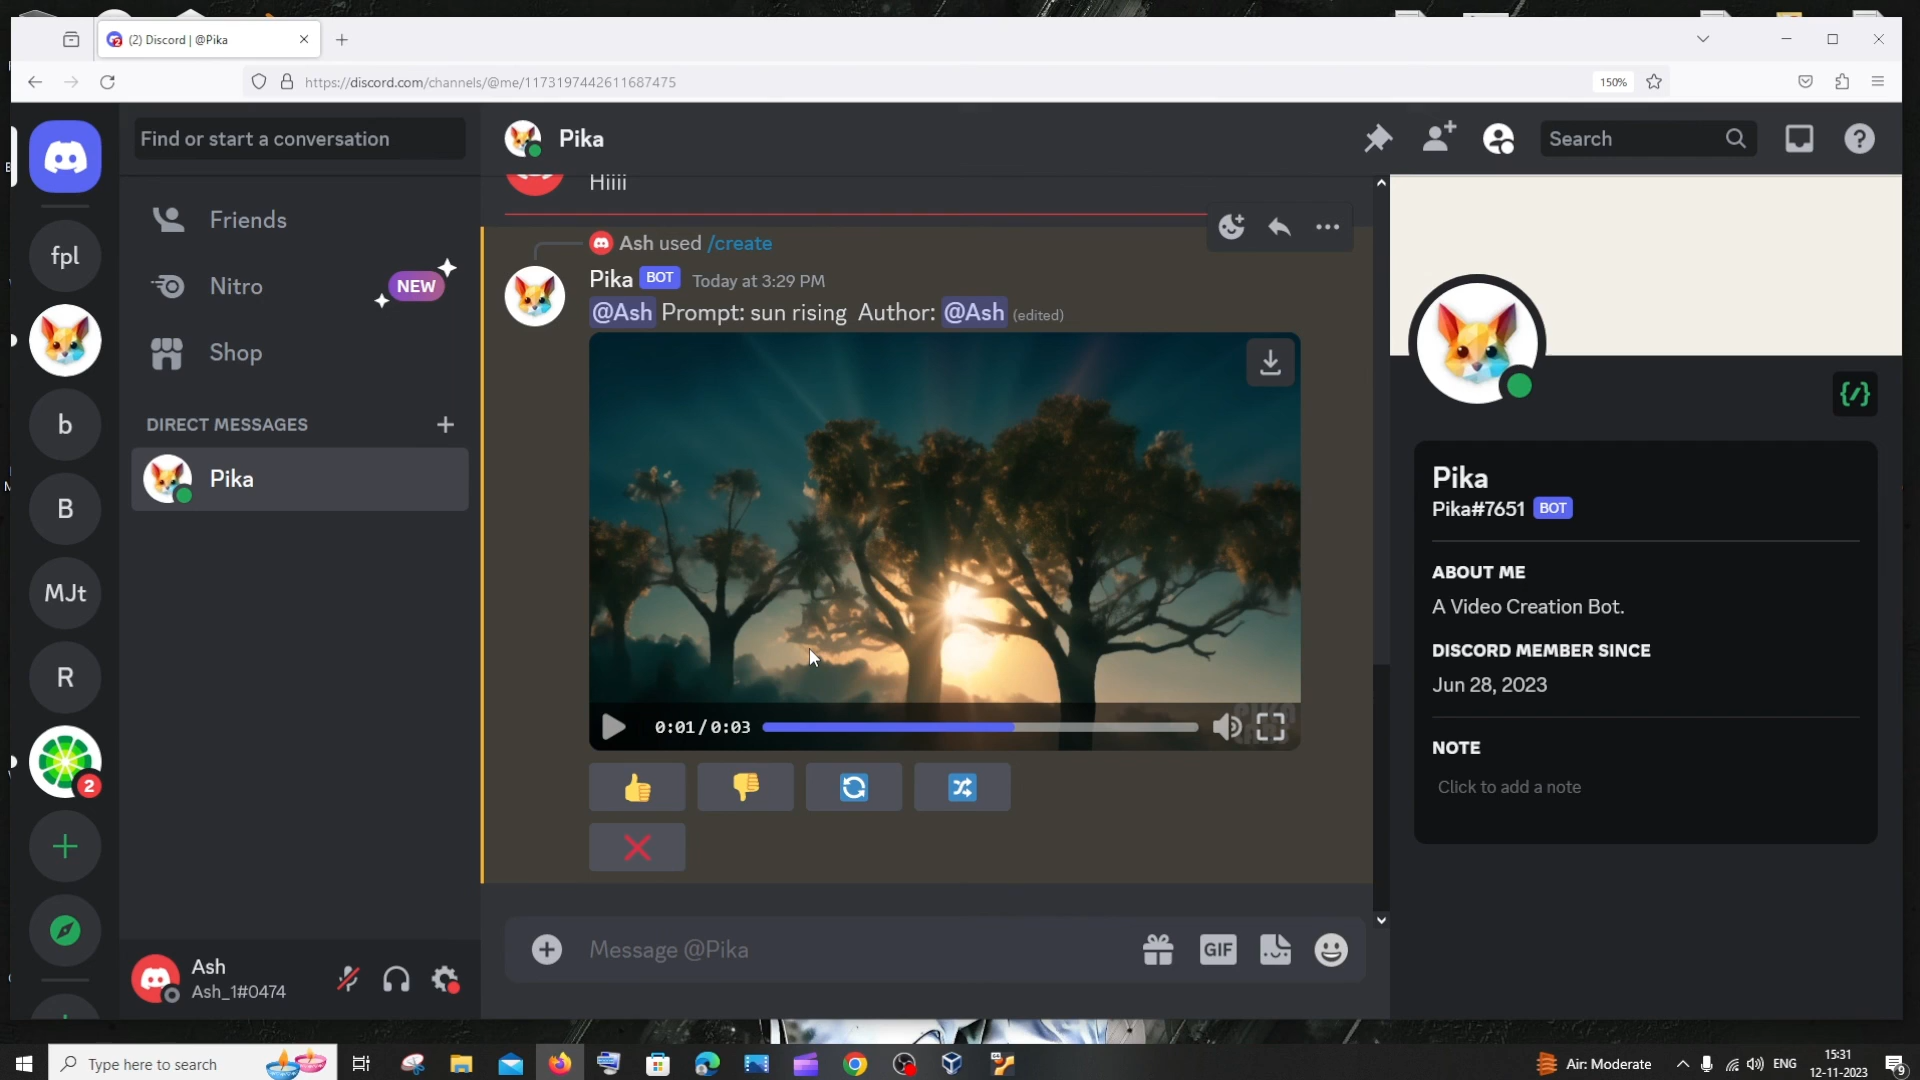 (2) Discord | @Pika
https://discord.com/channels/@me/1173197442611687475
150%
Find or start a conversation
Pika
Search
fpl
b
B
MJt
R
2
Friends
Nitro
NEW
Shop
DIRECT MESSAGES
Pika
Ash
Ash_1#0474
Hiiii
Ash used /create
Pika BOT Today at 3:29 PM
@Ash Prompt: sun rising Author: @Ash (edited)
0:01/0:03
PIKA
LABS
Message @Pika
GIF
Pika
Pika#7651 BOT
ABOUT ME
A Video Creation Bot.
DISCORD MEMBER SINCE
Jun 28, 2023
NOTE
Click to add a note
Type here to search
Air: Moderate
ENG
15:31
12-11-2023
9